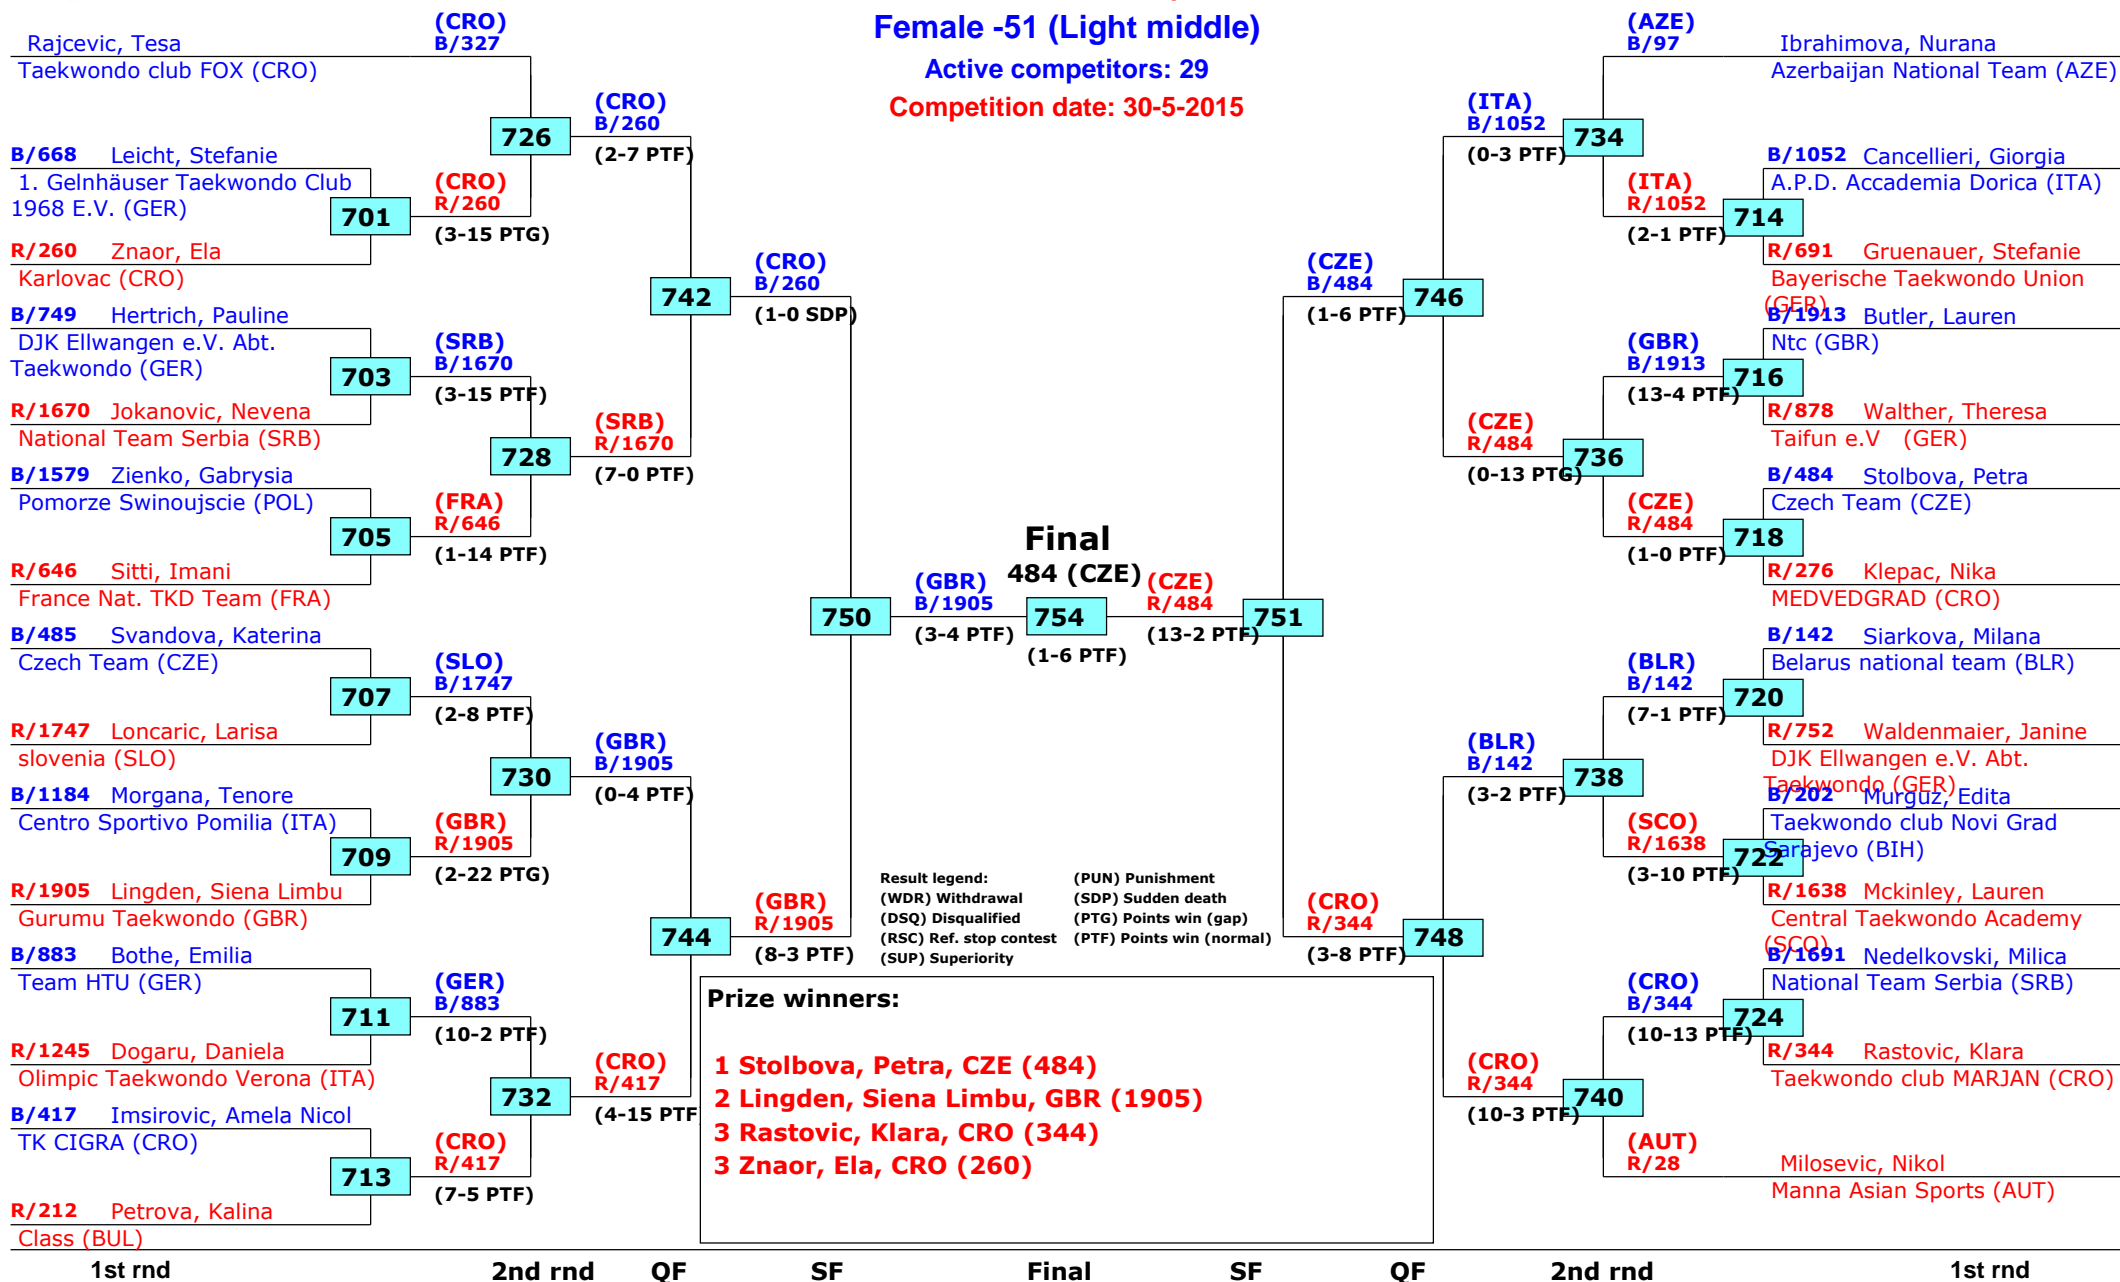 Female -51 (Light middle)
Active competitors: 29
Competition date: 30-5-2015
Rajcevic, Tesa
Taekwondo club FOX (CRO)
(CRO)
B/327
726
B/668 Leicht, Stefanie
1. Gelnhäuser Taekwondo Club
1968 E.V. (GER)
701
(CRO)
R/260
(3-15 PTG)
R/260 Znaor, Ela
Karlovac (CRO)
(CRO)
B/260
(2-7 PTF)
B/749 Hertrich, Pauline
DJK Ellwangen e.V. Abt.
Taekwondo (GER)
703
(SRB)
B/1670
(3-15 PTF)
R/1670 Jokanovic, Nevena
National Team Serbia (SRB)
728
(SRB)
R/1670
(7-0 PTF)
B/1579 Zienko, Gabrysia
Pomorze Swinoujscie (POL)
705
(FRA)
R/646
(1-14 PTF)
R/646 Sitti, Imani
France Nat. TKD Team (FRA)
742
(CRO)
B/260
(1-0 SDP)
B/485 Svandova, Katerina
Czech Team (CZE)
707
(SLO)
B/1747
(2-8 PTF)
R/1747 Loncaric, Larisa
slovenia (SLO)
730
(GBR)
B/1905
(0-4 PTF)
B/1184 Morgana, Tenore
Centro Sportivo Pomilia (ITA)
709
(GBR)
R/1905
(2-22 PTG)
R/1905 Lingden, Siena Limbu
Gurumu Taekwondo (GBR)
744
(GBR)
R/1905
(8-3 PTF)
B/883 Bothe, Emilia
Team HTU (GER)
711
(GER)
B/883
(10-2 PTF)
R/1245 Dogaru, Daniela
Olimpic Taekwondo Verona (ITA)
732
(CRO)
R/417
(4-15 PTF)
B/417 Imsirovic, Amela Nicol
TK CIGRA (CRO)
713
(CRO)
R/417
(7-5 PTF)
R/212 Petrova, Kalina
Class (BUL)
750
(GBR)
B/1905
(3-4 PTF)
Final
484 (CZE)
754
(1-6 PTF)
(CZE)
R/484
(13-2 PTF)
751
(AZE)
B/97
Ibrahimova, Nurana
Azerbaijan National Team (AZE)
(ITA)
B/1052
(0-3 PTF)
734
B/1052 Cancellieri, Giorgia
A.P.D. Accademia Dorica (ITA)
(ITA)
R/1052
(2-1 PTF)
714
R/691 Gruenauer, Stefanie
Bayerische Taekwondo Union
(GER)
(CZE)
B/484
(1-6 PTF)
746
B/1913 Butler, Lauren
Ntc (GBR)
(GBR)
B/1913
(13-4 PTF)
716
R/878 Walther, Theresa
Taifun e.V (GER)
(CZE)
R/484
(0-13 PTG)
736
B/484 Stolbova, Petra
Czech Team (CZE)
(CZE)
R/484
(1-0 PTF)
718
R/276 Klepac, Nika
MEDVEDGRAD (CRO)
B/142 Siarkova, Milana
Belarus national team (BLR)
(BLR)
B/142
(7-1 PTF)
720
R/752 Waldenmaier, Janine
DJK Ellwangen e.V. Abt.
Taekwondo (GER)
(BLR)
B/142
(3-2 PTF)
738
B/202 Murguz, Edita
Taekwondo club Novi Grad
Sarajevo (BIH)
(SCO)
R/1638
(3-10 PTF)
722
R/1638 Mckinley, Lauren
Central Taekwondo Academy
(SCO)
(CRO)
R/344
(3-8 PTF)
748
B/1691 Nedelkovski, Milica
National Team Serbia (SRB)
(CRO)
B/344
(10-13 PTF)
724
R/344 Rastovic, Klara
Taekwondo club MARJAN (CRO)
(CRO)
R/344
(10-3 PTF)
740
(AUT)
R/28
Milosevic, Nikol
Manna Asian Sports (AUT)
Result legend: (PUN) Punishment
(WDR) Withdrawal (SDP) Sudden death
(DSQ) Disqualified (PTG) Points win (gap)
(RSC) Ref. stop contest (PTF) Points win (normal)
(SUP) Superiority
Prize winners:
1 Stolbova, Petra, CZE (484)
2 Lingden, Siena Limbu, GBR (1905)
3 Rastovic, Klara, CRO (344)
3 Znaor, Ela, CRO (260)
1st rnd 2nd rnd QF SF Final SF QF 2nd rnd 1st rnd